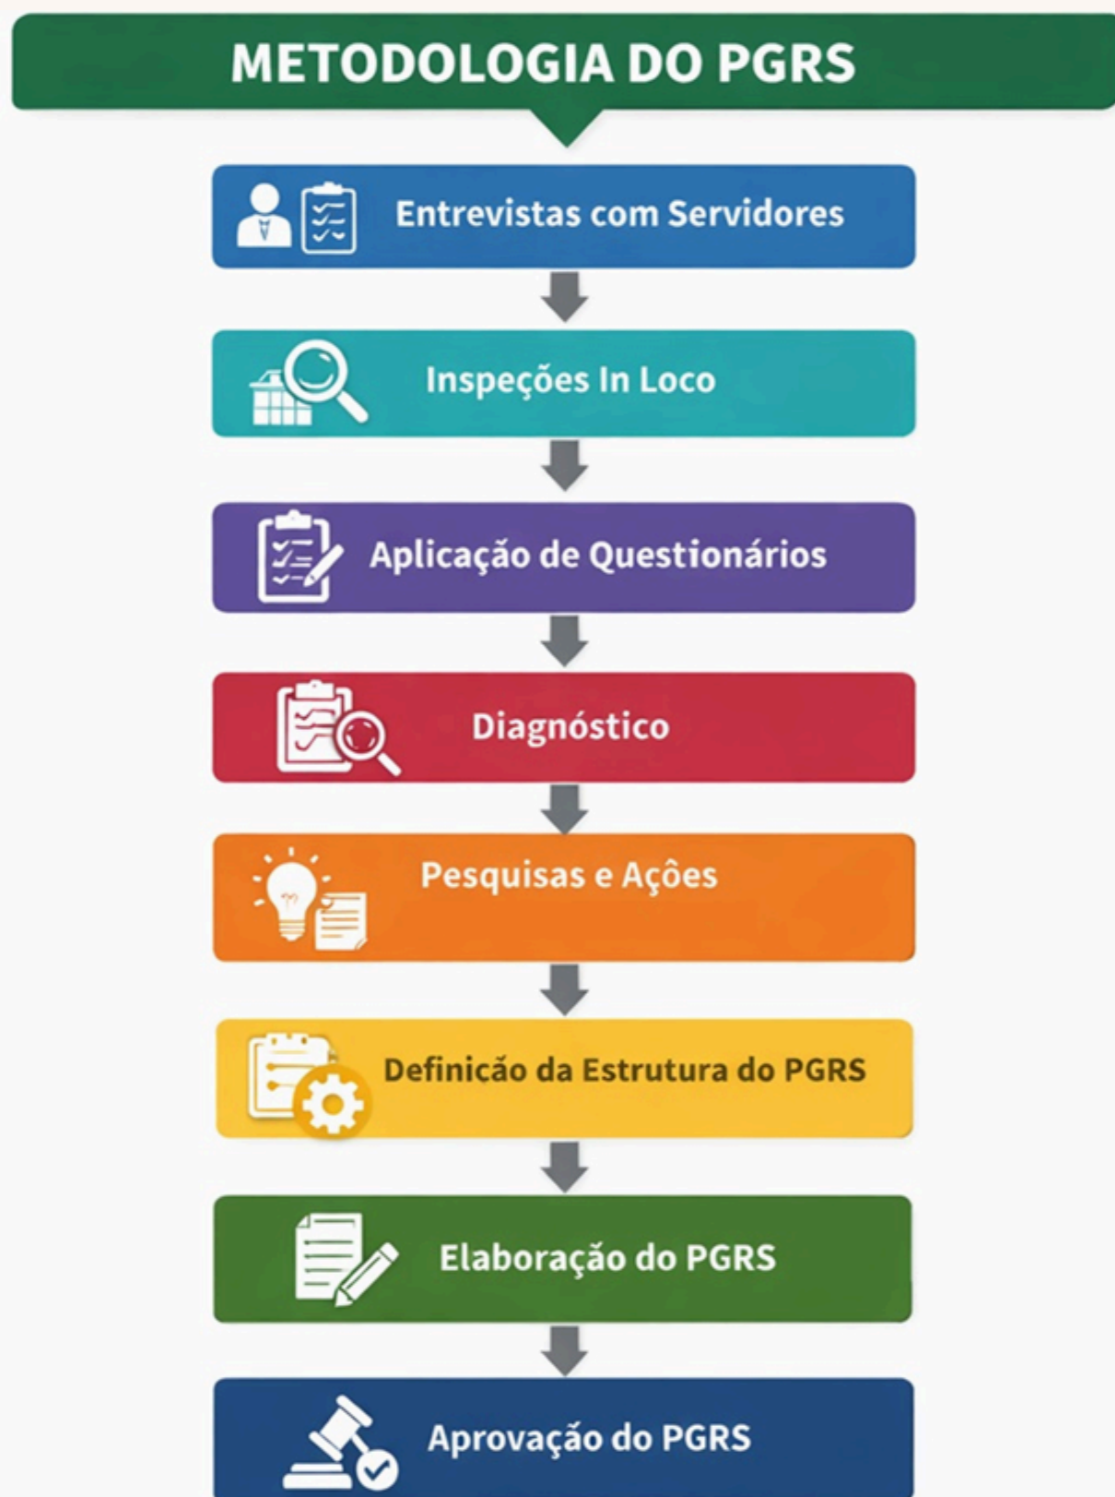 METODOLOGIA DO PGRS
Entrevistas com Servidores
Inspeções In Loco
Aplicação de Questionários
Diagnóstico
Pesquisas e Açôes
Definicão da Estrutura do PGRS
Elaboração do PGRS
Aprovação do PGRS